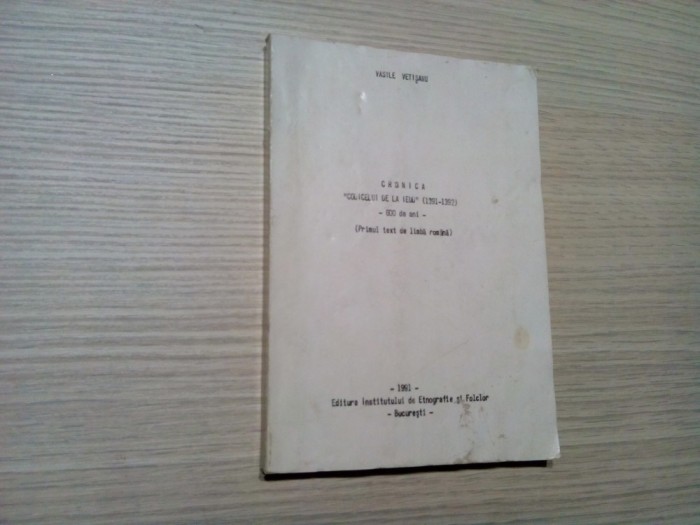 VASILE VETIŞANU
CRONICA
"CODICELUI DE LA IEUD" (1391-1392)
- 600 de ani -
(Primul text de limbă română)
- 1991 -
Editura Institutului de Etnografie şi Folclor
- Bucureşti -